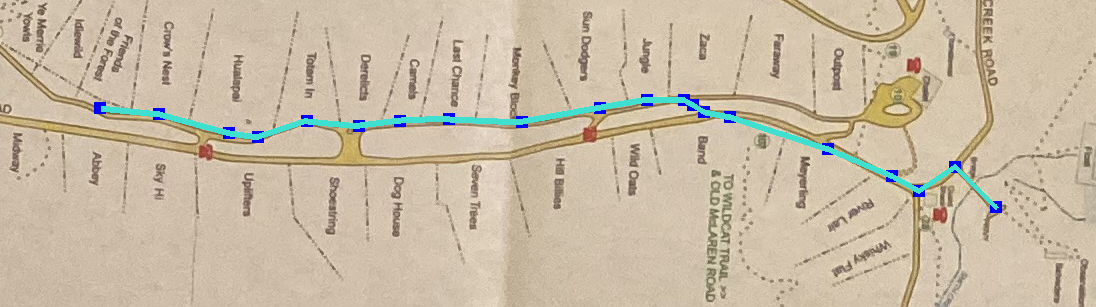 Ye Merrie
Yowls
Idlewild
Friends
of the Forest
Crow's Nest
Hualapai
Totem In
Derelicts
Camels
Last Chance
Monkey Block
Sun Dodgers
Jungle
Zaca
Faraway
Outpost
CREEK ROAD
Midway
Abbey
Sky Hi
Uplifters
Shoestring
Dog House
Seven Trees
Hill Billies
Wild Oats
Band
Meyerling
River Lair
Whisky Flat
TO WILDCAT TRAIL >>
& OLD McLAREN ROAD